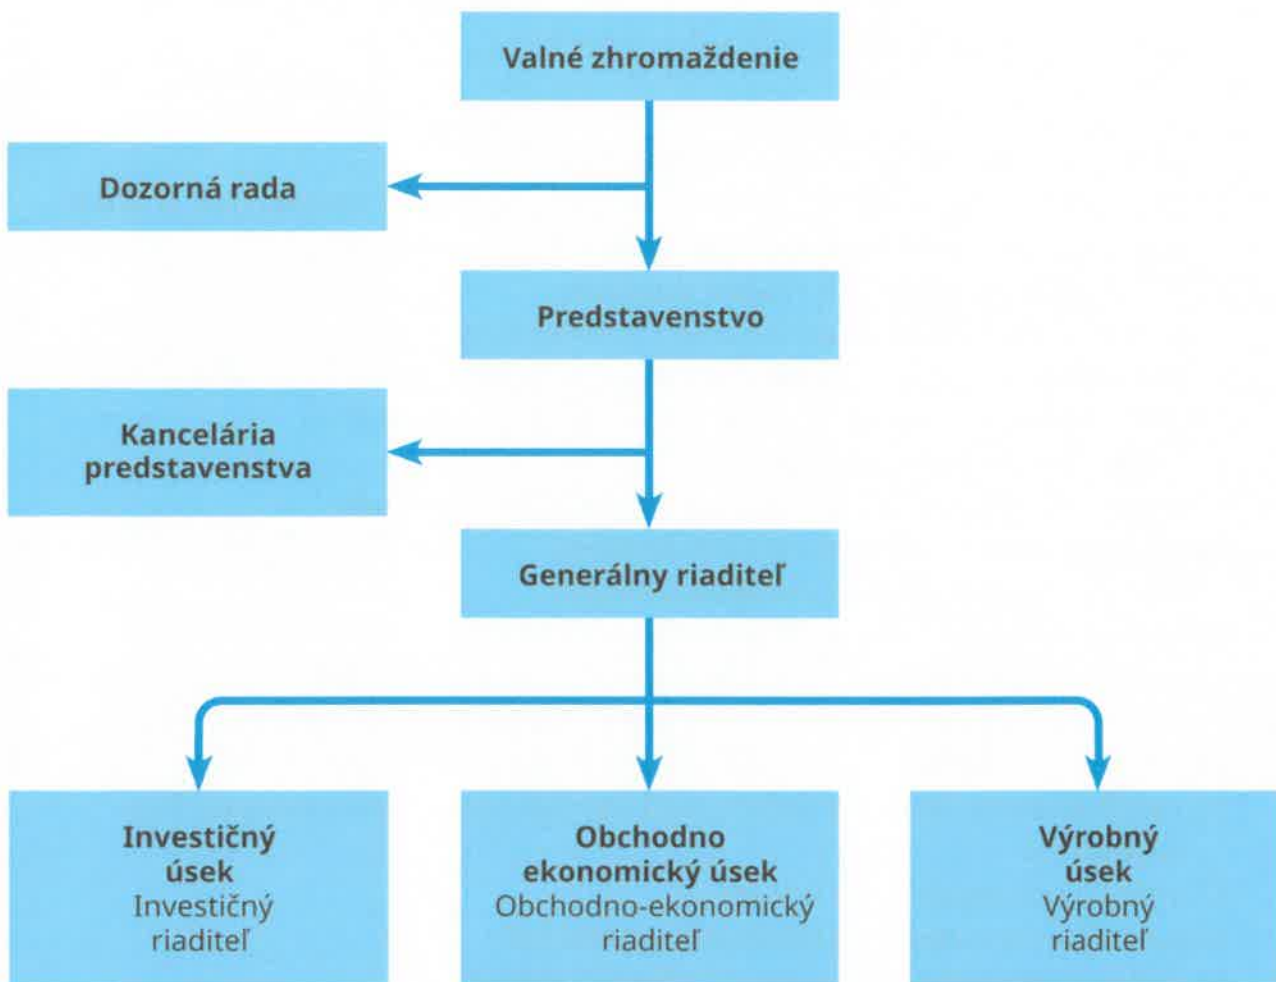 Valné zhromaždenie
Dozorná rada
Predstavenstvo
Kancelária
predstavenstva
Generálny riaditeľ
Investičný
úsek
Investičný
riaditeľ
Obchodno
ekonomický úsek
Obchodno-ekonomický
riaditeľ
Výrobný
úsek
Výrobný
riaditeľ